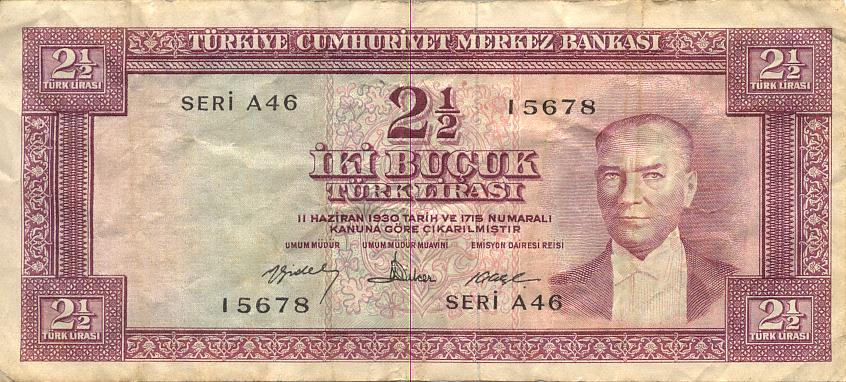 TÜRKİYE CUMHURİYET MERKEZ BANKASI
2½ TÜRK LİRASI
2½ TÜRK LİRASI
SERİ A46
2½
15678
İKİ BUÇUK
TÜRK LİRASI
11 HAZİRAN 1930 TARİH VE 1715 NUMARALI
KANUNA GÖRE ÇIKARILMIŞTIR
UMUM MÜDÜR UMUM MÜDÜR MUAVİNİ EMİSYON DAİRESİ REİSİ
15678
SERİ A46
2½ TÜRK LİRASI
2½ TÜRK LİRASI